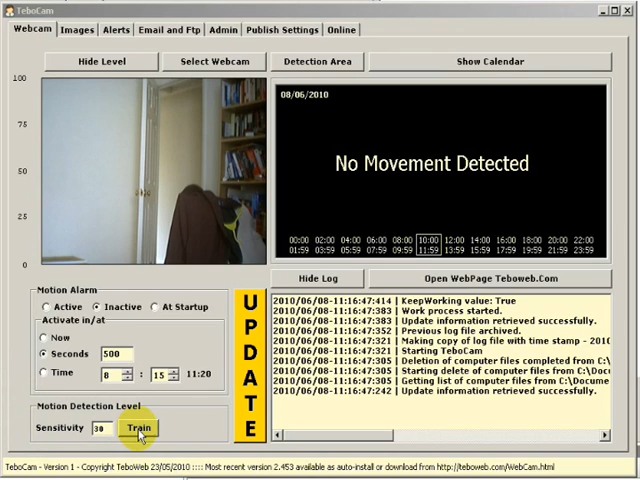 TeboCam
Webcam Images Alerts Email and Ftp Admin Publish Settings Online
Hide Level Select Webcam Detection Area Show Calendar
100
75
50
25
0
08/06/2010
No Movement Detected
00:00 02:00 04:00 06:00 08:00 10:00 12:00 14:00 16:00 18:00 20:00 22:00
01:59 03:59 05:59 07:59 09:59 11:59 13:59 15:59 17:59 19:59 21:59 23:59
Hide Log Open WebPage Teboweb.Com
Motion Alarm
Active Inactive At Startup
Activate in/at
Now
Seconds 500
Time 8 : 15 11:20
Motion Detection Level
Sensitivity 30 Train
UPDATE
2010/06/08-11:16:47:414 | KeepWorking value: True
2010/06/08-11:16:47:383 | Work process started.
2010/06/08-11:16:47:383 | Update information retrieved successfully.
2010/06/08-11:16:47:352 | Previous log file archived.
2010/06/08-11:16:47:321 | Making copy of log file with time stamp - 2010
2010/06/08-11:16:47:321 | Starting TeboCam
2010/06/08-11:16:47:305 | Deletion of computer files completed from C:\
2010/06/08-11:16:47:305 | Starting delete of computer files from C:\Docu
2010/06/08-11:16:47:305 | Getting list of computer files from C:\Docume
2010/06/08-11:16:47:242 | Update information retrieved successfully.
TeboCam - Version 1 - Copyright TeboWeb 23/05/2010 :::: Most recent version 2.453 available as auto-install or download from http://teboweb.com/WebCam.html